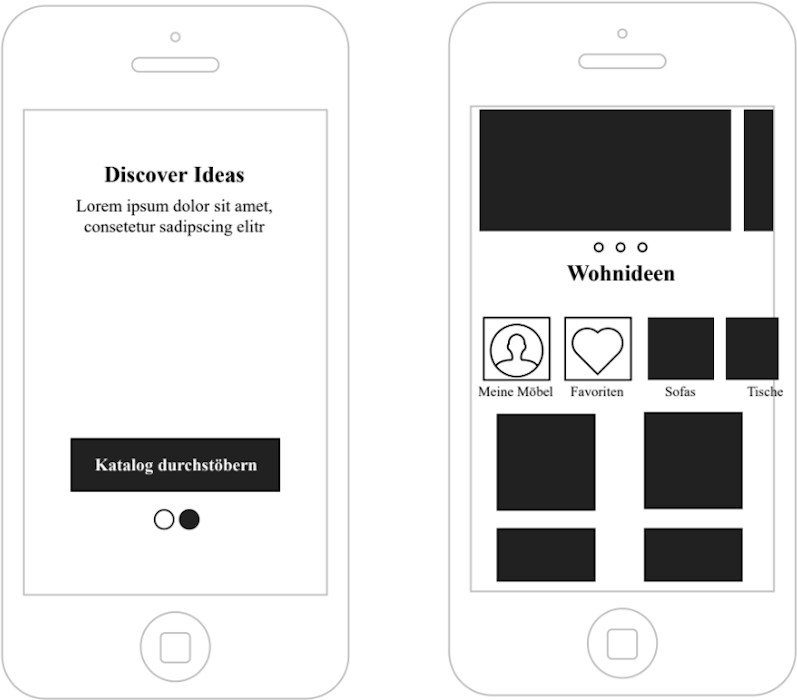 Discover Ideas
Lorem ipsum dolor sit amet,
consetetur sadipscing elitr
Katalog durchstöbern
Wohnideen
Meine Möbel
Favoriten
Sofas
Tische